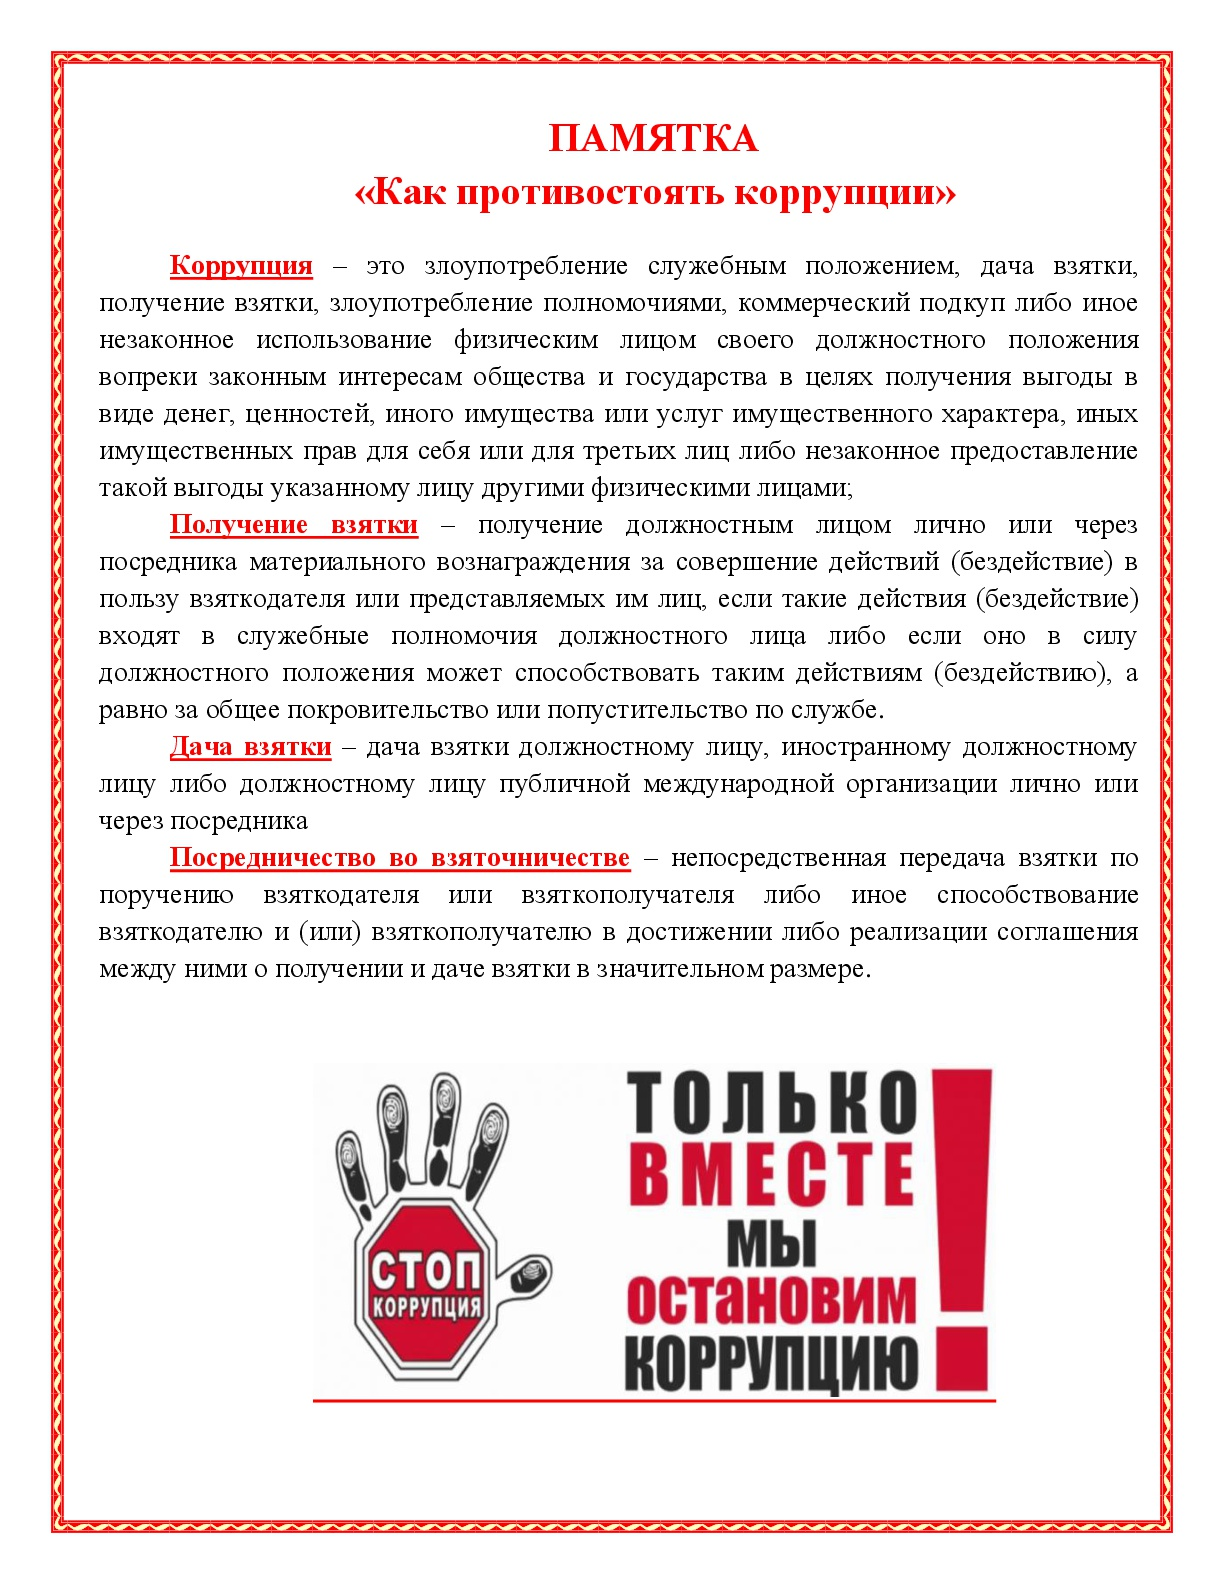 ПАМЯТКА
«Как противостоять коррупции»
Коррупция – это злоупотребление служебным положением, дача взятки,
получение взятки, злоупотребление полномочиями, коммерческий подкуп либо иное
незаконное использование физическим лицом своего должностного положения
вопреки законным интересам общества и государства в целях получения выгоды в
виде денег, ценностей, иного имущества или услуг имущественного характера, иных
имущественных прав для себя или для третьих лиц либо незаконное предоставление
такой выгоды указанному лицу другими физическими лицами;
Получение взятки – получение должностным лицом лично или через
посредника материального вознаграждения за совершение действий (бездействие) в
пользу взяткодателя или представляемых им лиц, если такие действия (бездействие)
входят в служебные полномочия должностного лица либо если оно в силу
должностного положения может способствовать таким действиям (бездействию), а
равно за общее покровительство или попустительство по службе.
Дача взятки – дача взятки должностному лицу, иностранному должностному
лицу либо должностному лицу публичной международной организации лично или
через посредника
Посредничество во взяточничестве – непосредственная передача взятки по
поручению взяткодателя или взяткополучателя либо иное способствование
взяткодателю и (или) взяткополучателю в достижении либо реализации соглашения
между ними о получении и даче взятки в значительном размере.
СТОП
КОРРУПЦИЯ
ТОЛЬКО
ВМЕСТЕ
МЫ
ОСТАНОВИМ
КОРРУПЦИЮ!